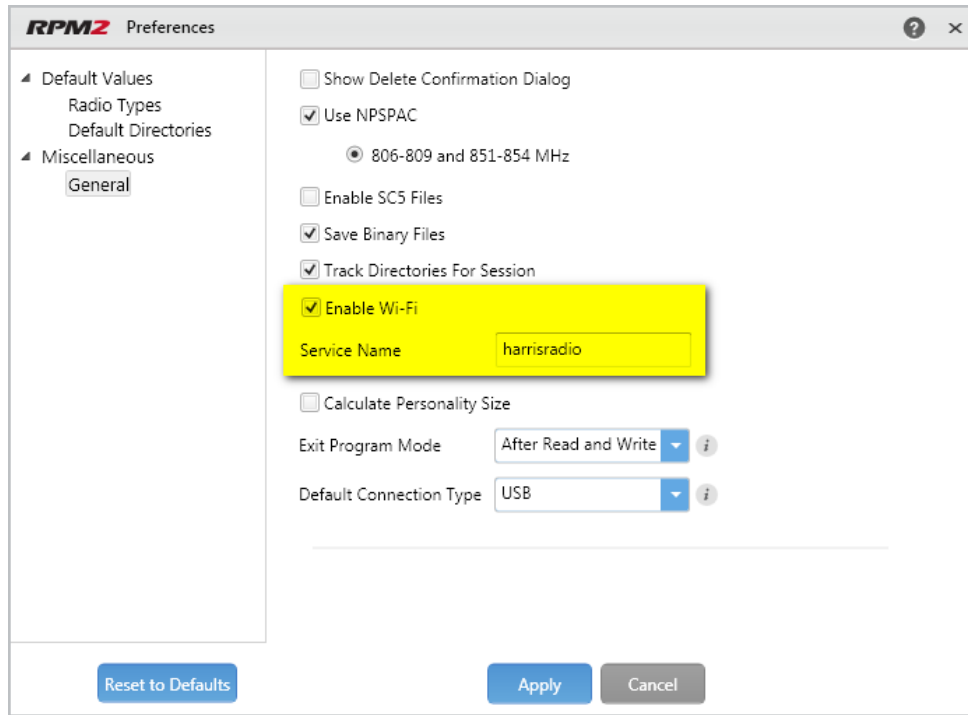 RPM2 Preferences
Default Values
Radio Types
Default Directories
Miscellaneous
General
Show Delete Confirmation Dialog
Use NPSPAC
806-809 and 851-854 MHz
Enable SC5 Files
Save Binary Files
Track Directories For Session
Enable Wi-Fi
Service Name harrisradio
Calculate Personality Size
Exit Program Mode After Read and Write
Default Connection Type USB
Reset to Defaults Apply Cancel